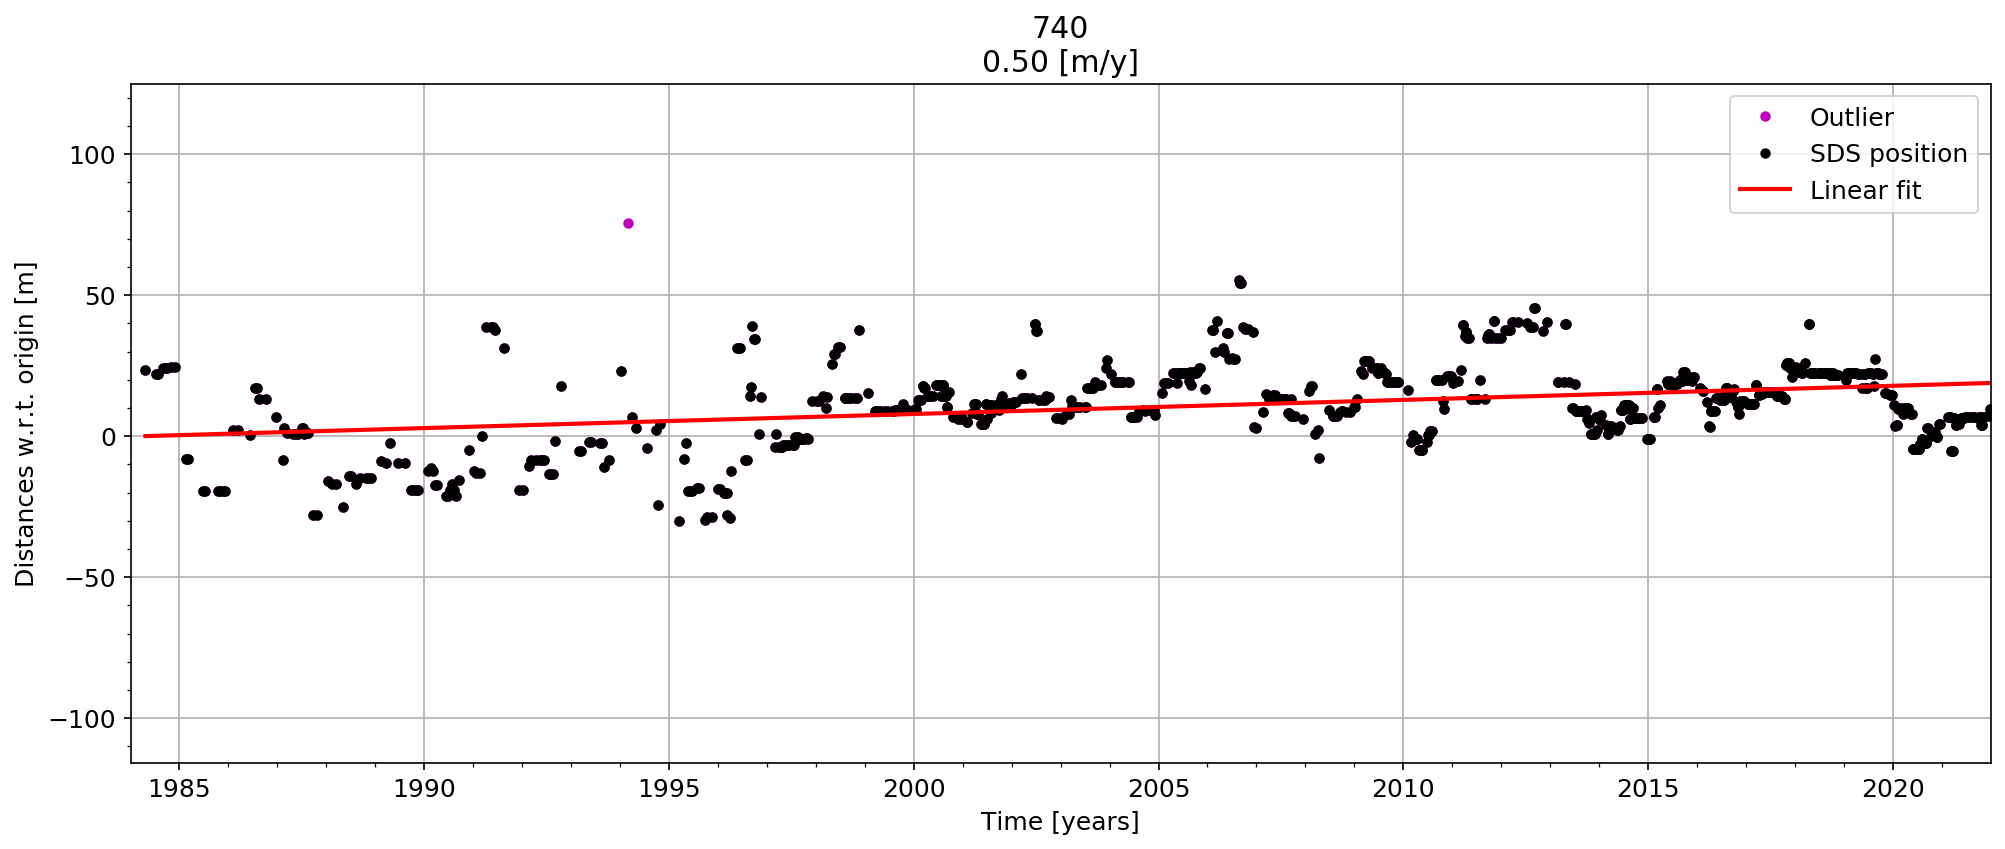 740
0.50 [m/y]
Outlier
SDS position
Linear fit
Distances w.r.t. origin [m]
100
50
0
−50
−100
1985 1990 1995 2000 2005 2010 2015 2020
Time [years]